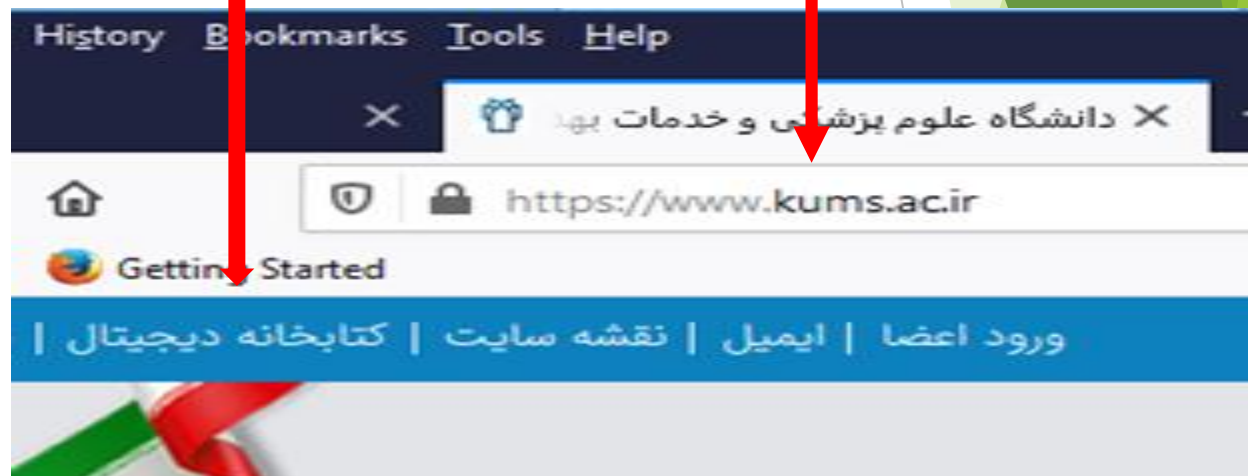 History Bookmarks Tools Help
دانشگاه علوم پزشکی و خدمات بهد
https://www.kums.ac.ir
Getting Started
ورود اعضا | ایمیل | نقشه سایت | کتابخانه دیجیتال |